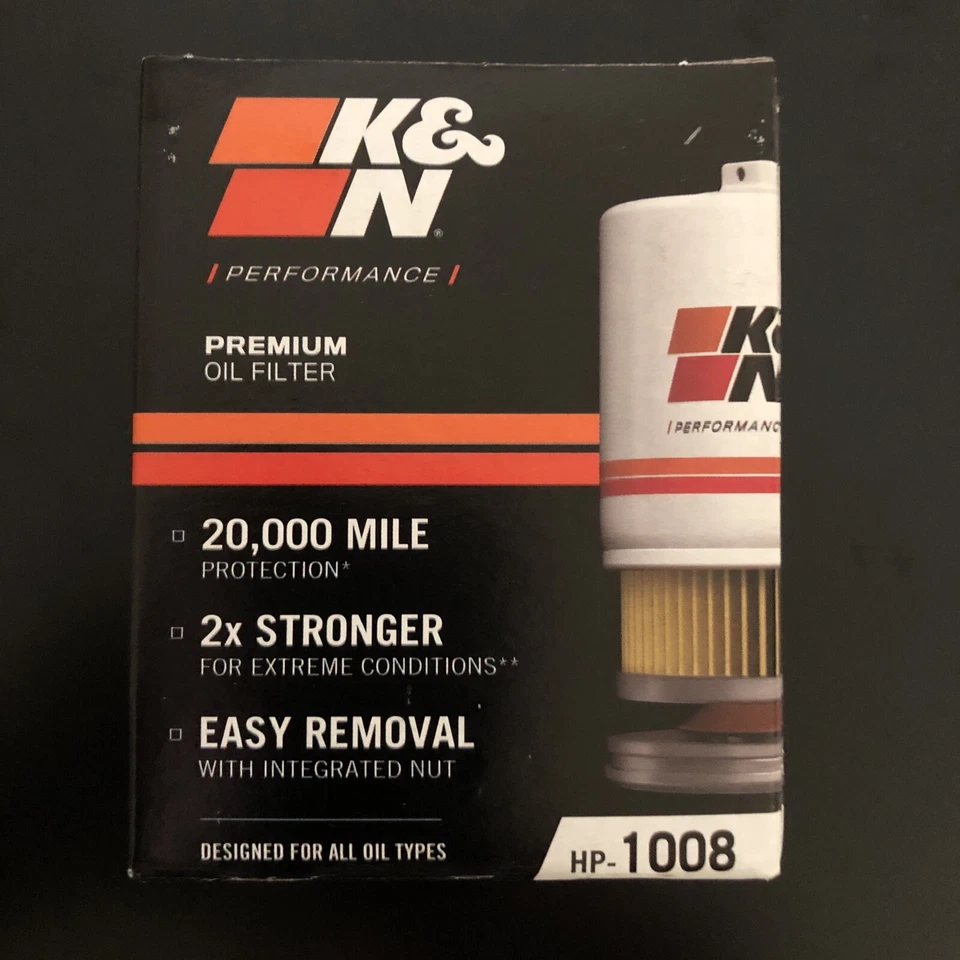 K&
N®
/ PERFORMANCE /
PREMIUM
OIL FILTER
K&
N
/ PERFORMANC
20,000 MILE
PROTECTION*
2x STRONGER
FOR EXTREME CONDITIONS**
EASY REMOVAL
WITH INTEGRATED NUT
DESIGNED FOR ALL OIL TYPES
HP-1008